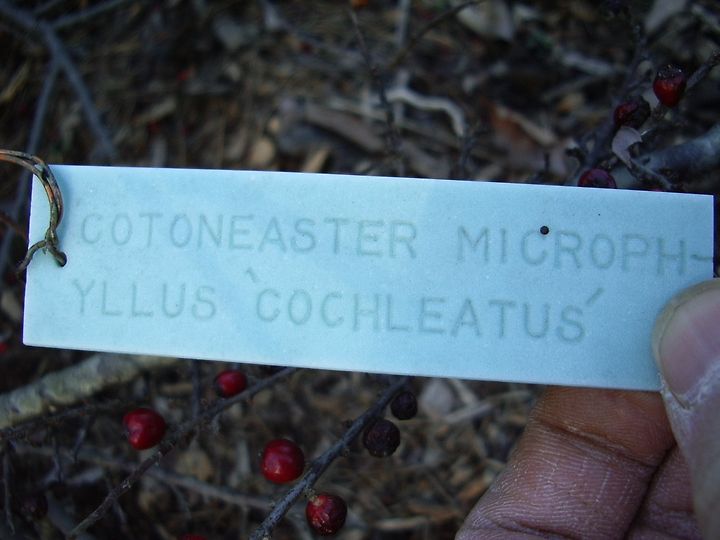 COTONEASTER MICROPH-
YLLUS 'COCHLEATUS'